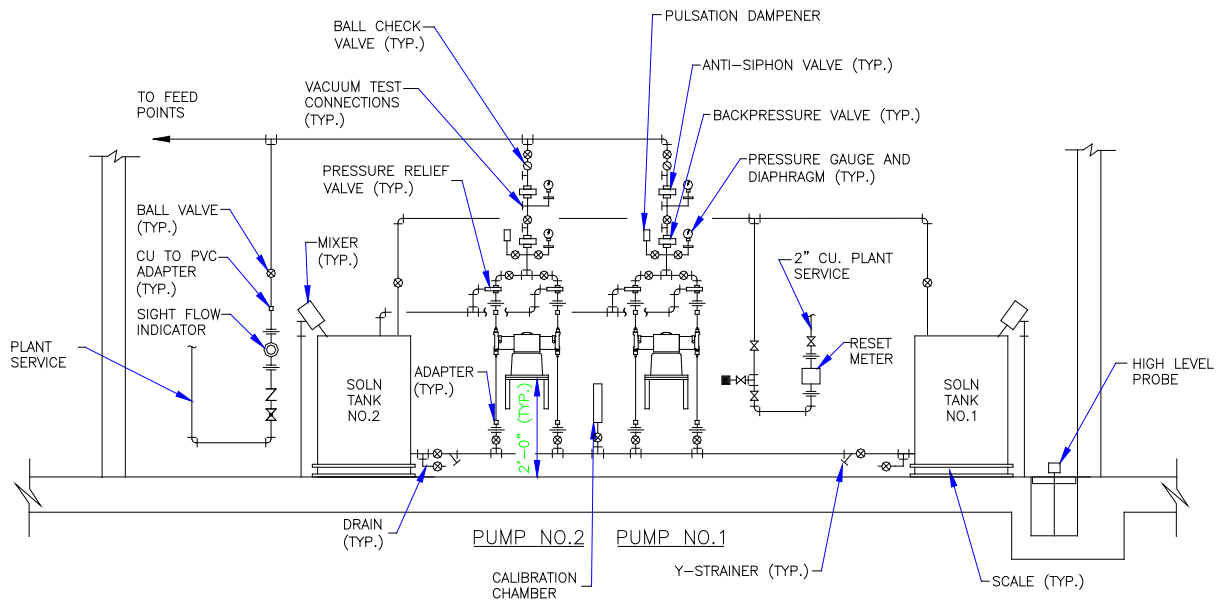 PULSATION DAMPENER
BALL CHECK
VALVE (TYP.)
ANTI-SIPHON VALVE (TYP.)
VACUUM TEST
CONNECTIONS
(TYP.)
TO FEED
POINTS
BACKPRESSURE VALVE (TYP.)
PRESSURE RELIEF
VALVE (TYP.)
PRESSURE GAUGE AND
DIAPHRAGM (TYP.)
BALL VALVE
(TYP.)
MIXER
(TYP.)
CU TO PVC
ADAPTER
(TYP.)
2" CU. PLANT
SERVICE
SIGHT FLOW
INDICATOR
PLANT
SERVICE
RESET
METER
HIGH LEVEL
PROBE
ADAPTER
(TYP.)
SOLN
TANK
NO.2
2'-0" (TYP.)
SOLN
TANK
NO.1
DRAIN
(TYP.)
PUMP NO.2
PUMP NO.1
CALIBRATION
CHAMBER
Y-STRAINER (TYP.)
SCALE (TYP.)